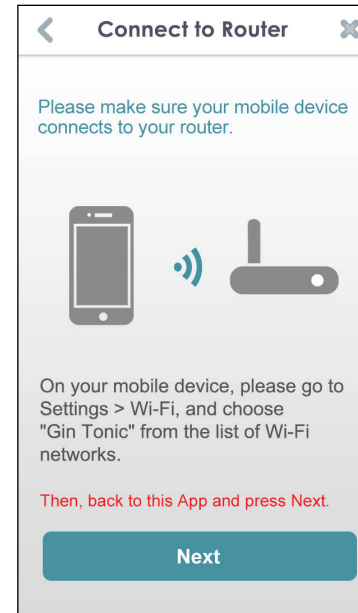 Connect to Router
Please make sure your mobile device
connects to your router.
On your mobile device, please go to
Settings > Wi-Fi, and choose
"Gin Tonic" from the list of Wi-Fi
networks.
Then, back to this App and press Next.
Next